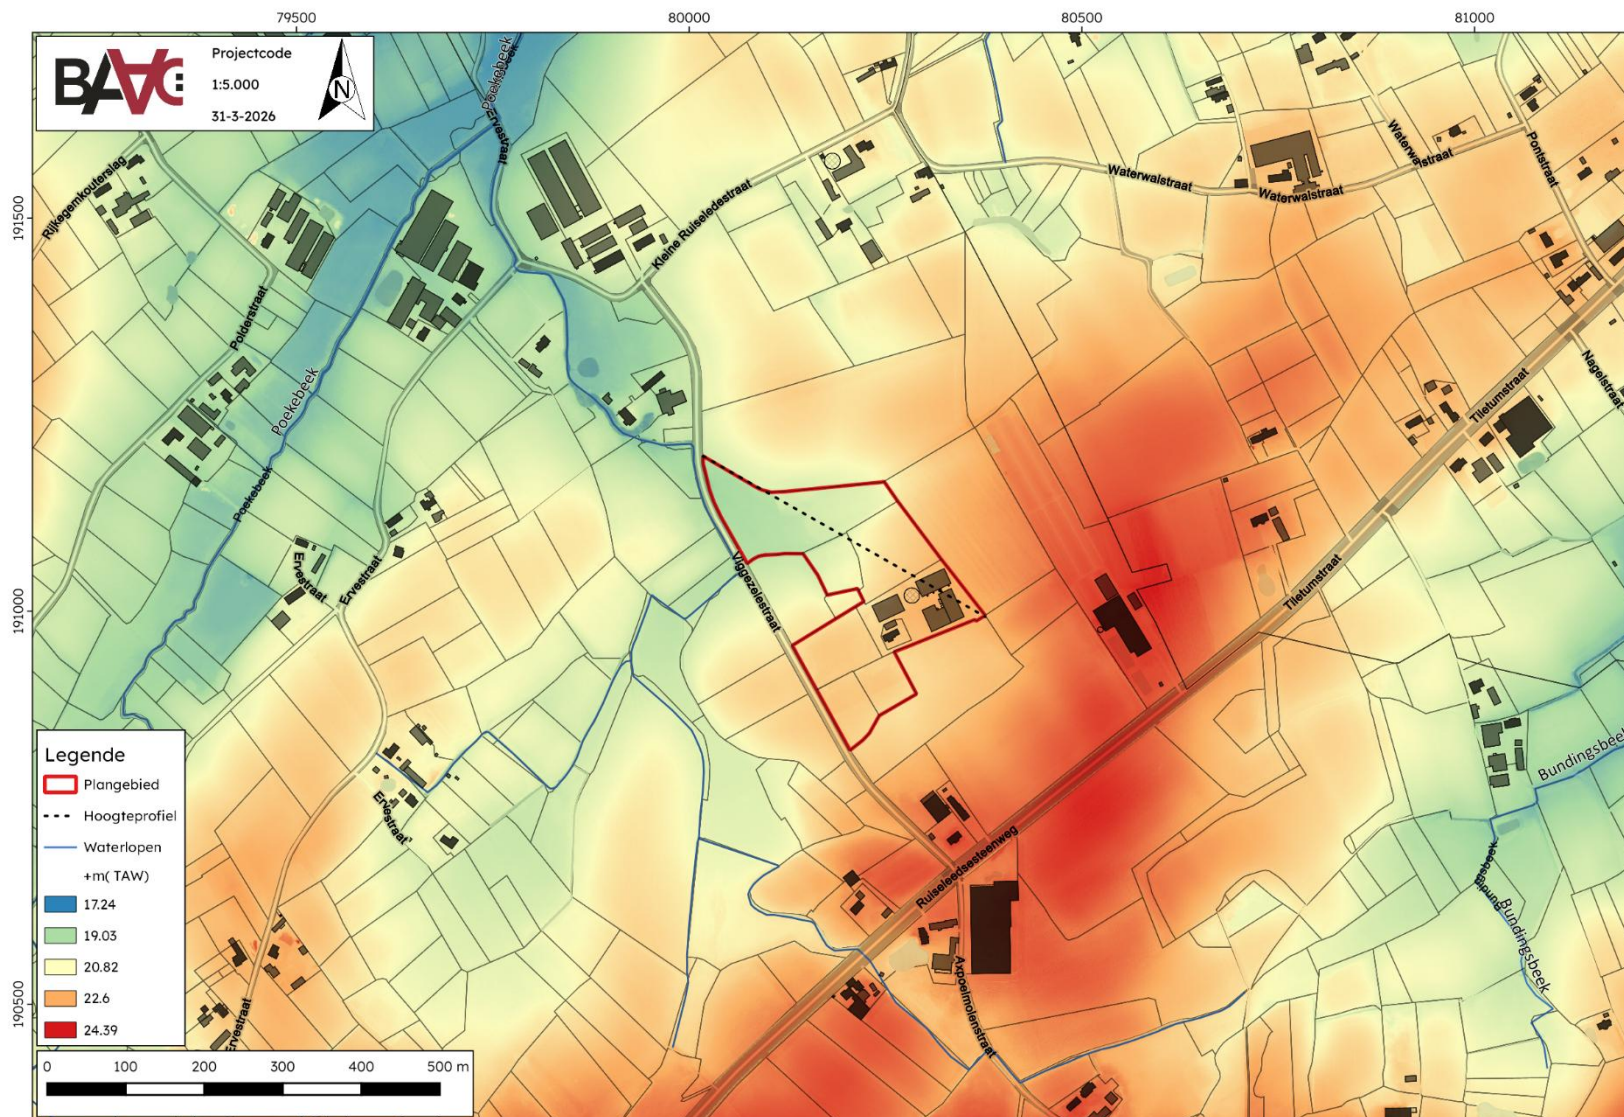 79500
80000
80500
81000
BAAC
Projectcode
1:5.000
31-3-2026
N
191500
191000
190500
Poekebeek
Ervestraat
Rijkegemkouterslag
Kleine Ruiseledestraat
Waterwalstraat
Waterwalstraat
Waterwalstraat
Pontstraat
Polderstraat
Poekebeek
Poekebeek
Nagelstraat
Tiletumstraat
Tiletumstraat
Ervestraat
Ervestraat
Viggezelestraat
Ervestraat
Ervestraat
Ruiseleedsesteenweg
Axpoelmolenstraat
Bundingsbeek
Bundingsbeek
Legende
Plangebied
Hoogteprofiel
Waterlopen
+m( TAW)
17.24
19.03
20.82
22.6
24.39
0 100 200 300 400 500 m